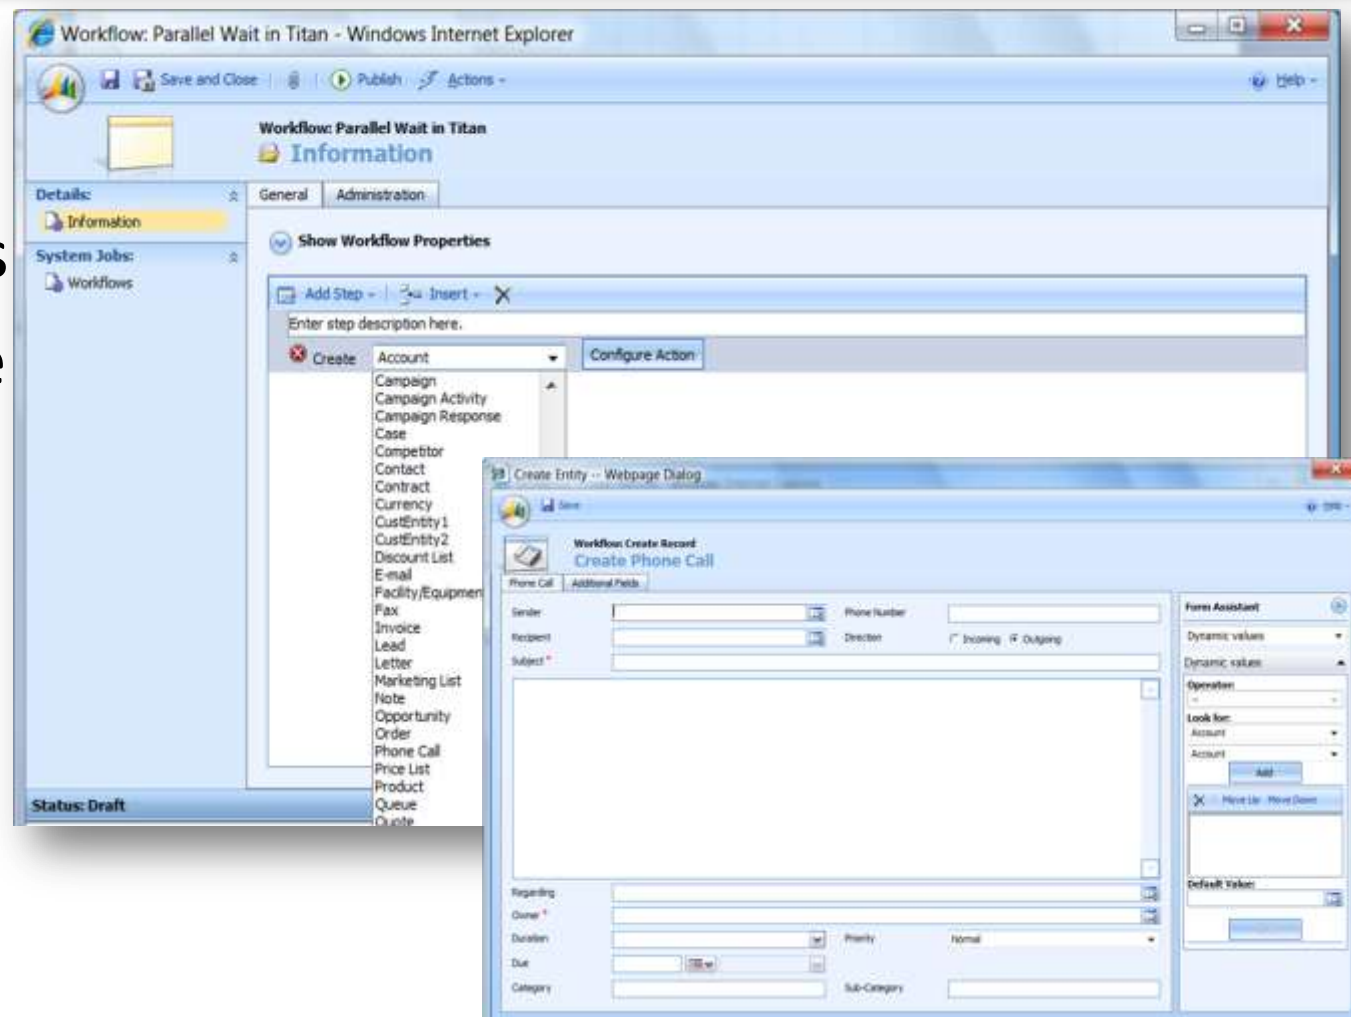 Workflow: Parallel Wait in Titan - Windows Internet Explorer
Save and Close Publish Actions Help
Workflow: Parallel Wait in Titan
Information
Details:
Information
System Jobs:
Workflows
General Administration
Show Workflow Properties
Add Step Insert
Enter step description here.
Create Account Configure Action
Campaign
Campaign Activity
Campaign Response
Case
Competitor
Contact
Contract
Currency
CustEntity1
CustEntity2
Discount List
E-mail
Facility/Equipmen
Fax
Invoice
Lead
Letter
Marketing List
Note
Opportunity
Order
Phone Call
Price List
Product
Queue
Quote
Status: Draft
s
e
Create Entity -- Webpage Dialog
Save Help
Workflow: Create Record
Create Phone Call
Phone Call Additional Fields
Sender Phone Number
Recipient Direction Incoming Outgoing
Subject *
Regarding
Owner *
Duration Priority Normal
Due
Category Sub-Category
Form Assistant
Dynamic values
Dynamic values
Operator:
Look for:
Account
Account
Add
Move Up Move Down
Default Value: